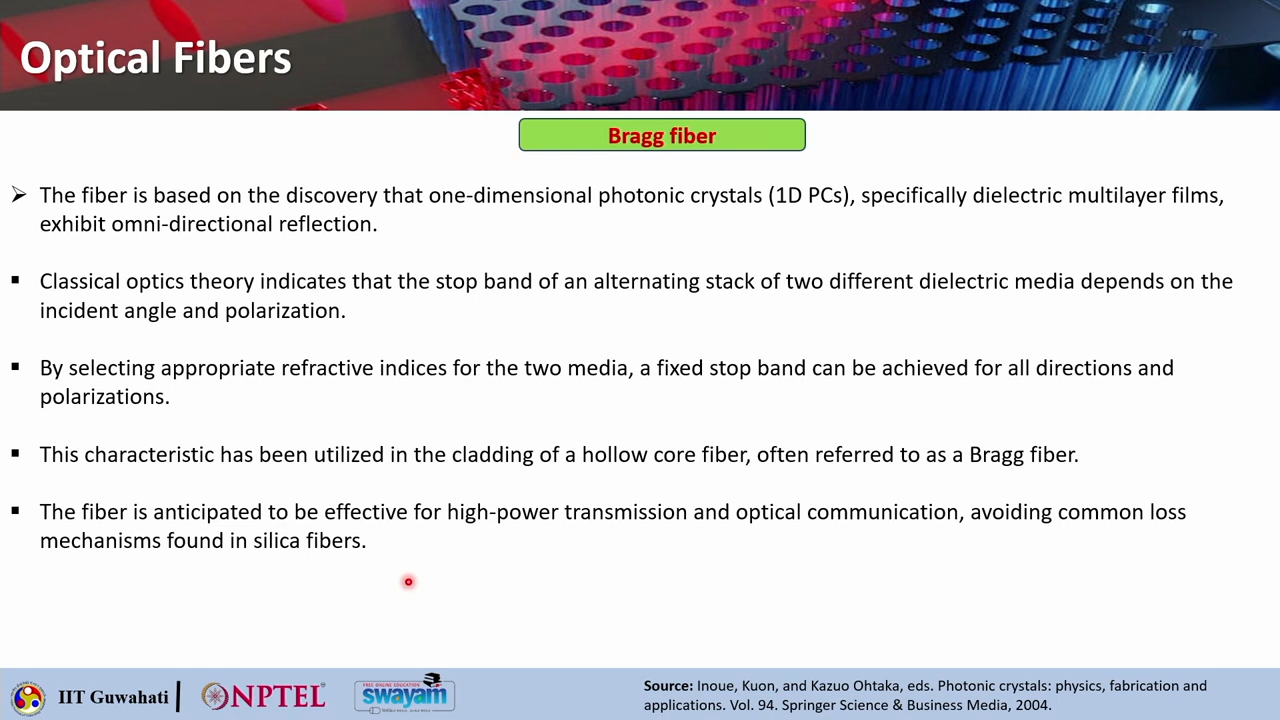 Optical Fibers
Bragg fiber
➢ The fiber is based on the discovery that one-dimensional photonic crystals (1D PCs), specifically dielectric multilayer films,
exhibit omni-directional reflection.
▪ Classical optics theory indicates that the stop band of an alternating stack of two different dielectric media depends on the
incident angle and polarization.
▪ By selecting appropriate refractive indices for the two media, a fixed stop band can be achieved for all directions and
polarizations.
▪ This characteristic has been utilized in the cladding of a hollow core fiber, often referred to as a Bragg fiber.
▪ The fiber is anticipated to be effective for high-power transmission and optical communication, avoiding common loss
mechanisms found in silica fibers.
IIT Guwahati
NPTEL
FREE ONLINE EDUCATION
swayam
Source: Inoue, Kuon, and Kazuo Ohtaka, eds. Photonic crystals: physics, fabrication and
applications. Vol. 94. Springer Science & Business Media, 2004.